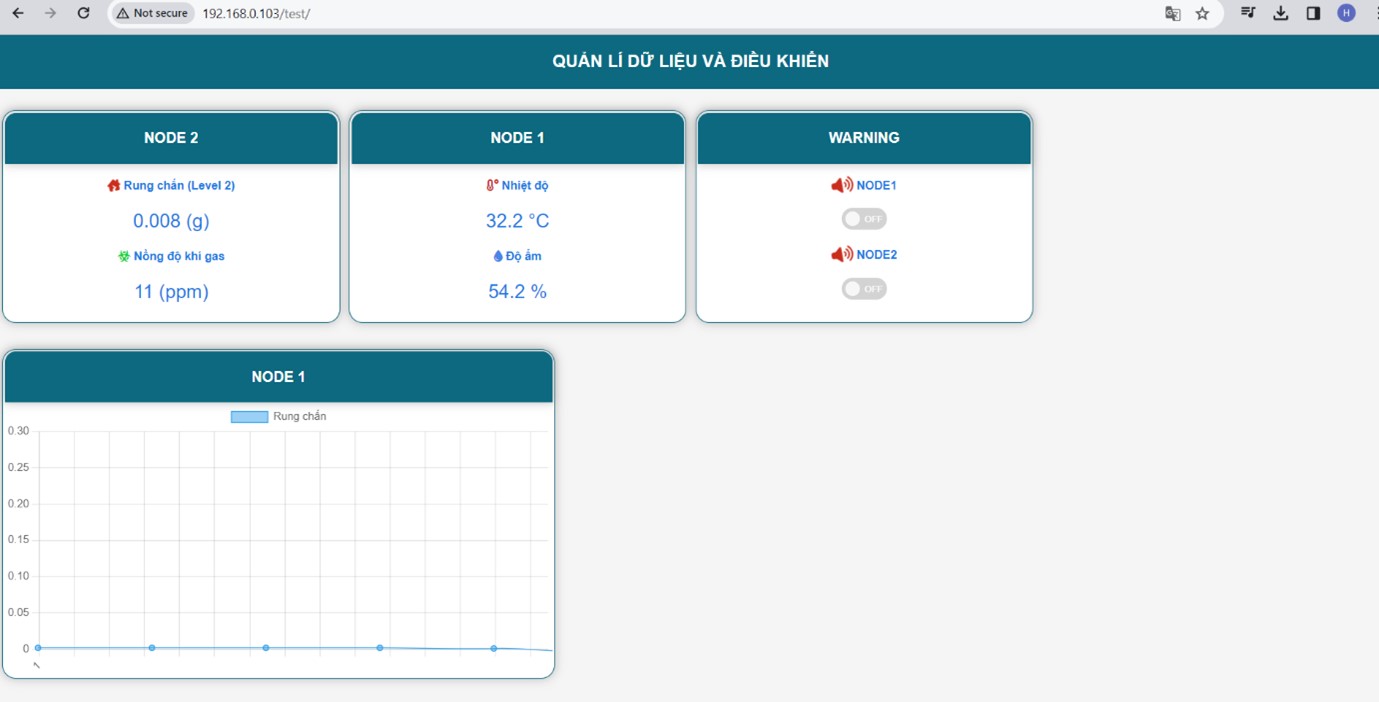 Not secure
192.168.0.103/test/
H
QUẢN LÍ DỮ LIỆU VÀ ĐIỀU KHIỂN
NODE 2
Rung chấn (Level 2)
0.008 (g)
Nồng độ khi gas
11 (ppm)
NODE 1
Nhiệt độ
32.2 °C
Độ ẩm
54.2 %
WARNING
NODE1
OFF
NODE2
OFF
NODE 1
Rung chấn
0.30
0.25
0.20
0.15
0.10
0.05
0